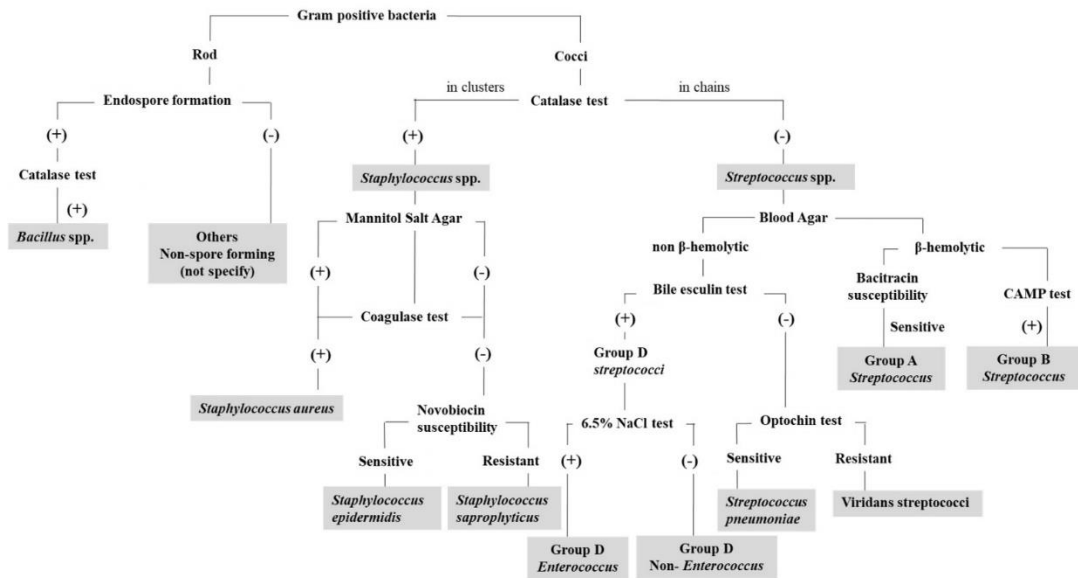 Gram positive bacteria
Rod
Cocci
in clusters
in chains
Endospore formation
Catalase test
(+)
(-)
(+)
(-)
Catalase test
Staphylococcus spp.
Streptococcus spp.
(+)
Bacillus spp.
Others
Non-spore forming
(not specify)
Mannitol Salt Agar
Blood Agar
non β-hemolytic
β-hemolytic
(+)
(-)
Bacitracin
susceptibility
CAMP test
Bile esculin test
Coagulase test
(+)
(-)
Sensitive
(+)
(+)
(-)
Group D
streptococci
Group A
Streptococcus
Group B
Streptococcus
Staphylococcus aureus
Novobiocin
susceptibility
6.5% NaCl test
Optochin test
Sensitive
Resistant
(+)
(-)
Sensitive
Resistant
Staphylococcus
epidermidis
Staphylococcus
saprophyticus
Streptococcus
pneumoniae
Viridans streptococci
Group D
Enterococcus
Group D
Non- Enterococcus